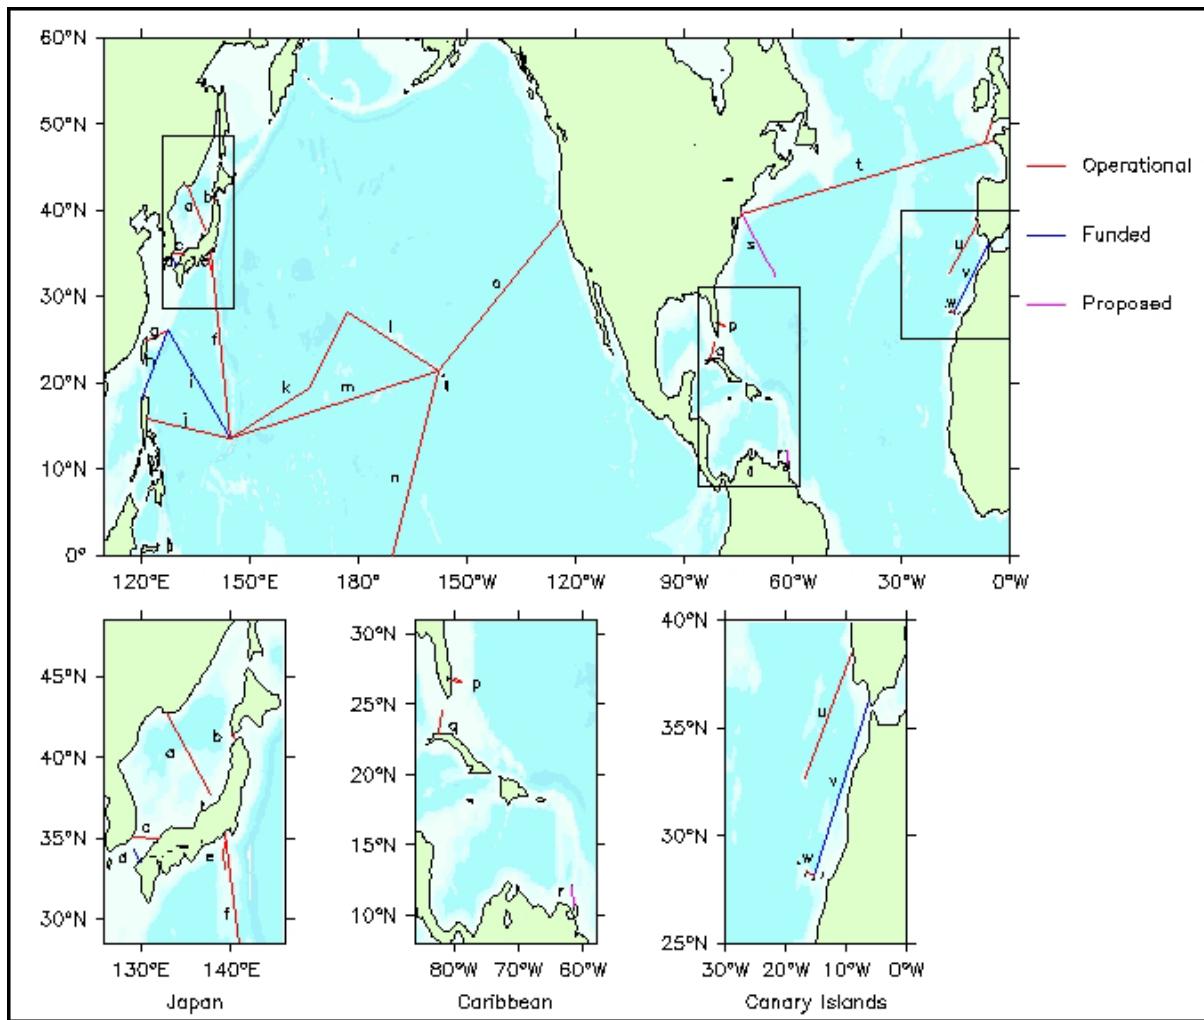 60°N
50°N
40°N
30°N
20°N
10°N
0°
120°E 150°E 180° 150°W 120°W 90°W 60°W 30°W 0°W
a
b
c
d
e
f
g
h
i
j
k
l
m
n
o
p
q
r
s
t
u
v
w
Operational
Funded
Proposed
45°N
40°N
35°N
30°N
130°E 140°E
a
b
c
d
e
f
Japan
30°N
25°N
20°N
15°N
10°N
80°W 70°W 60°W
p
q
r
Caribbean
40°N
35°N
30°N
25°N
30°W 20°W 10°W 0°W
u
v
w
Canary Islands